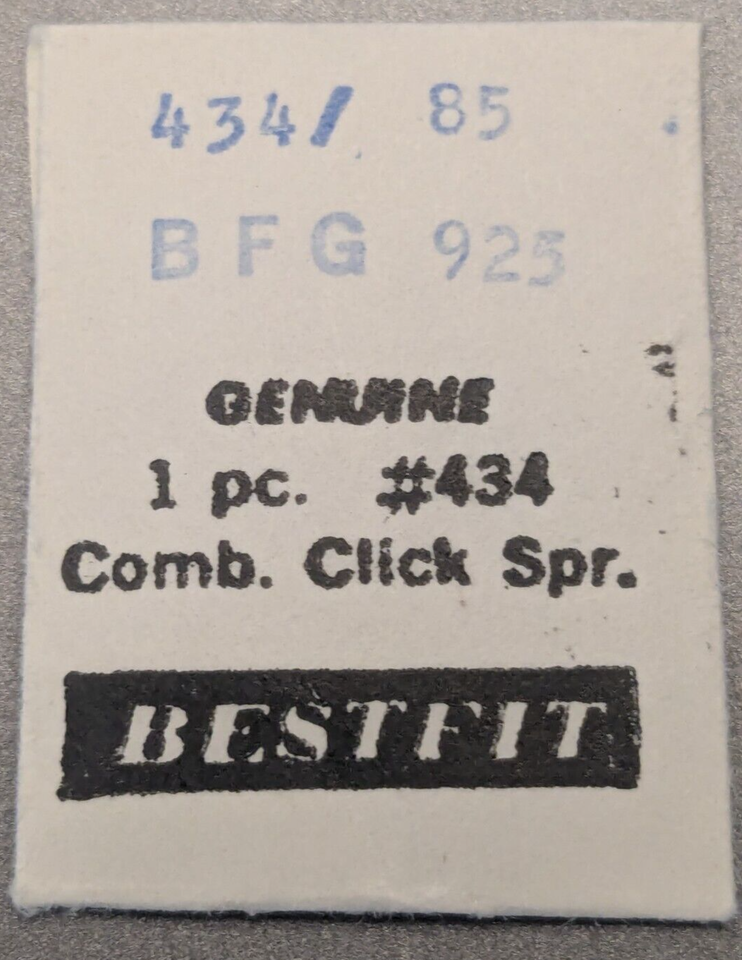 434/ 85
BFG 925
GENUINE
1 pc. #434
Comb. Click Spr.
BESTFIT